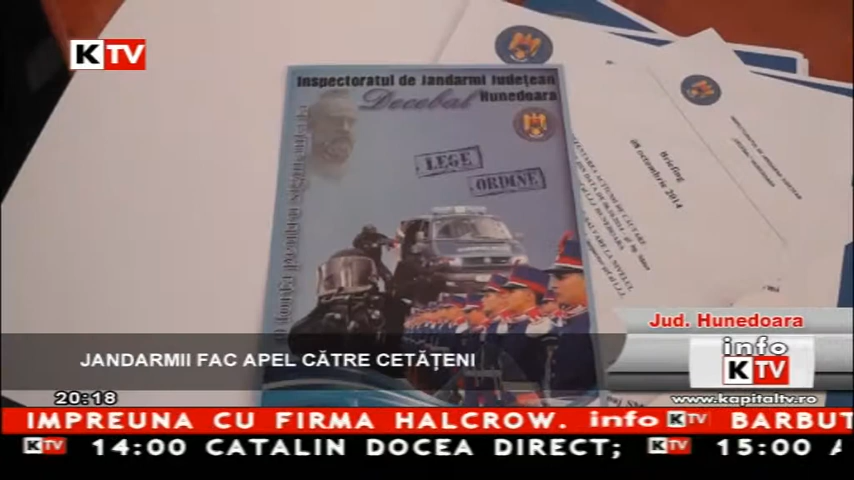 KTV
Inspectoratul de Jandarmi Județean
Decebal Hunedoara
LEGE
ORDINE
Briefing
08 octombrie 2014
Jud. Hunedoara
info
KTV
www.kapitaltv.ro
JANDARMII FAC APEL CĂTRE CETĂȚENI
20:18
IMPREUNA CU FIRMA HALCROW. info KTV BARBUT
KTV 14:00 CATALIN DOCEA DIRECT; KTV 15:00